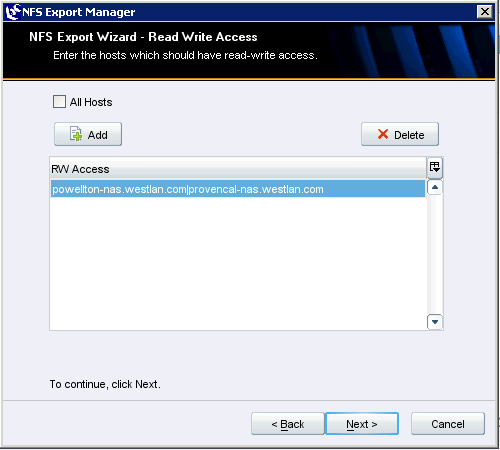 NFS Export Manager
NFS Export Wizard - Read Write Access
Enter the hosts which should have read-write access.
All Hosts
Add
Delete
RW Access
powellton-nas.westlan.com|provencal-nas.westlan.com
To continue, click Next.
< Back
Next >
Cancel